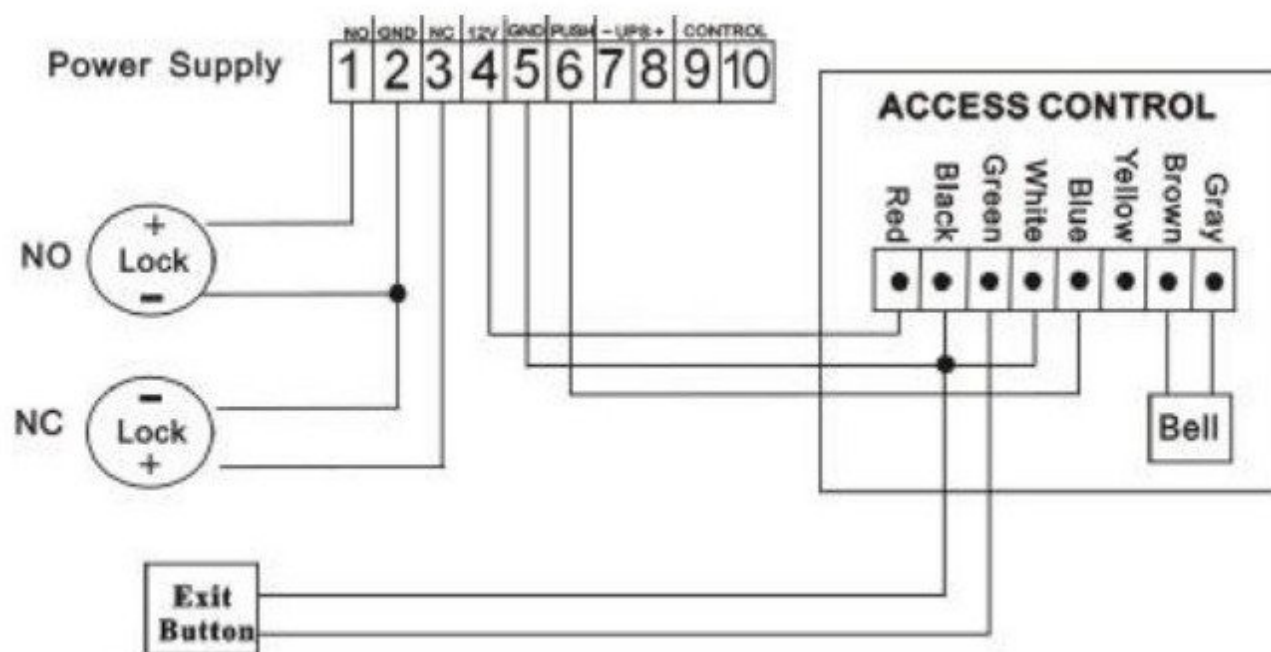 NO GND NC 12V GND PUSH - UPS + CONTROL
Power Supply 1 2 3 4 5 6 7 8 9 10
ACCESS CONTROL
Red Black Green White Blue Yellow Brown Gray
+
NO Lock
-
-
NC Lock
+
Bell
Exit
Button